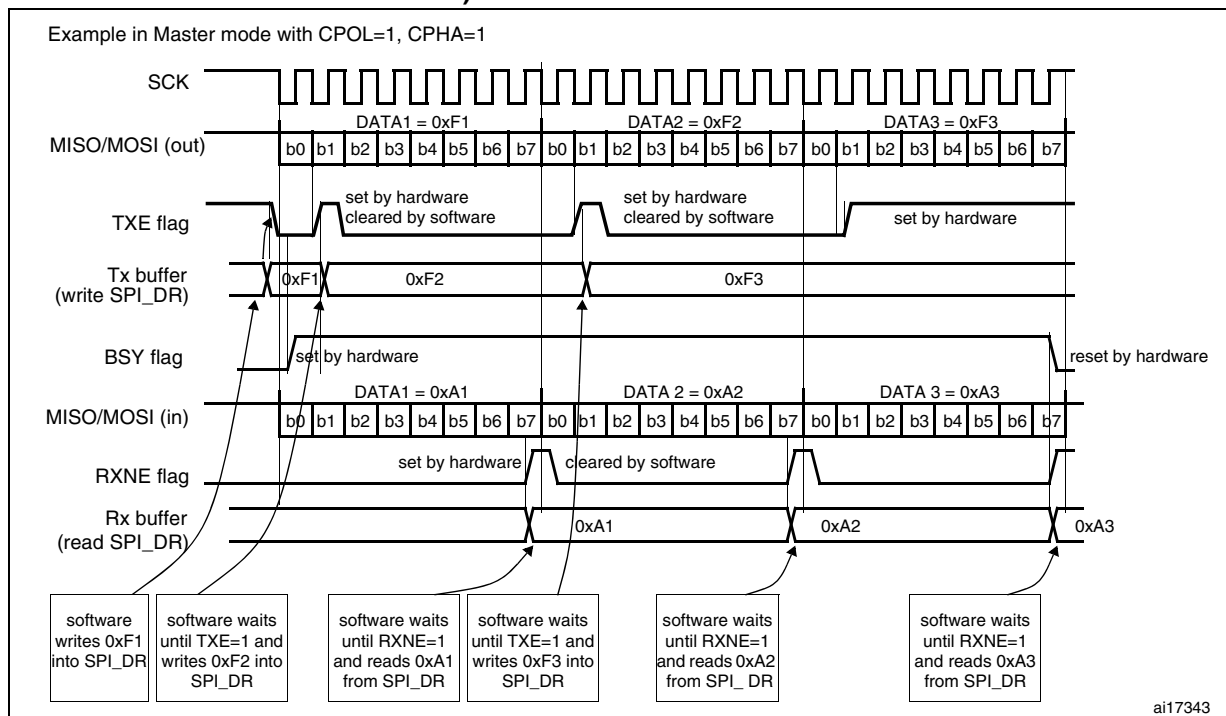 Example in Master mode with CPOL=1, CPHA=1
SCK
DATA1 = 0xF1
DATA2 = 0xF2
DATA3 = 0xF3
MISO/MOSI (out)
b0 b1 b2 b3 b4 b5 b6 b7 b0 b1 b2 b3 b4 b5 b6 b7 b0 b1 b2 b3 b4 b5 b6 b7
TXE flag
set by hardware
cleared by software
set by hardware
cleared by software
set by hardware
Tx buffer
(write SPI_DR)
0xF1
0xF2
0xF3
BSY flag
set by hardware
reset by hardware
DATA1 = 0xA1
DATA 2 = 0xA2
DATA 3 = 0xA3
MISO/MOSI (in)
b0 b1 b2 b3 b4 b5 b6 b7 b0 b1 b2 b3 b4 b5 b6 b7 b0 b1 b2 b3 b4 b5 b6 b7
RXNE flag
set by hardware
cleared by software
Rx buffer
(read SPI_DR)
0xA1
0xA2
0xA3
software
writes 0xF1
into SPI_DR
software waits
until TXE=1 and
writes 0xF2 into
SPI_DR
software waits
until RXNE=1
and reads 0xA1
from SPI_DR
software waits
until TXE=1 and
writes 0xF3 into
SPI_DR
software waits
until RXNE=1
and reads 0xA2
from SPI_ DR
software waits
until RXNE=1
and reads 0xA3
from SPI_DR
ai17343